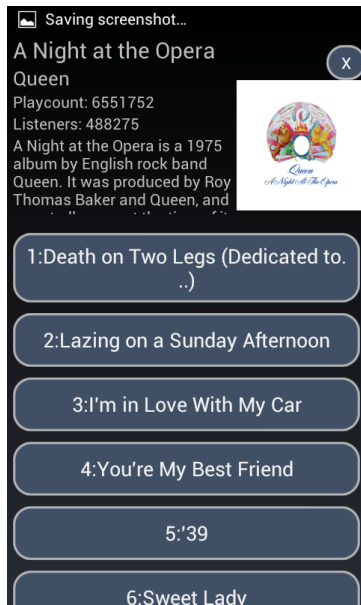 Saving screenshot...
A Night at the Opera
X
Queen
Playcount: 6551752
Listeners: 488275
A Night at the Opera is a 1975
album by English rock band
Queen. It was produced by Roy
Thomas Baker and Queen, and
Queen
A Night At The Opera
1:Death on Two Legs (Dedicated to.
..)
2:Lazing on a Sunday Afternoon
3:I'm in Love With My Car
4:You're My Best Friend
5:'39
6:Sweet Lady